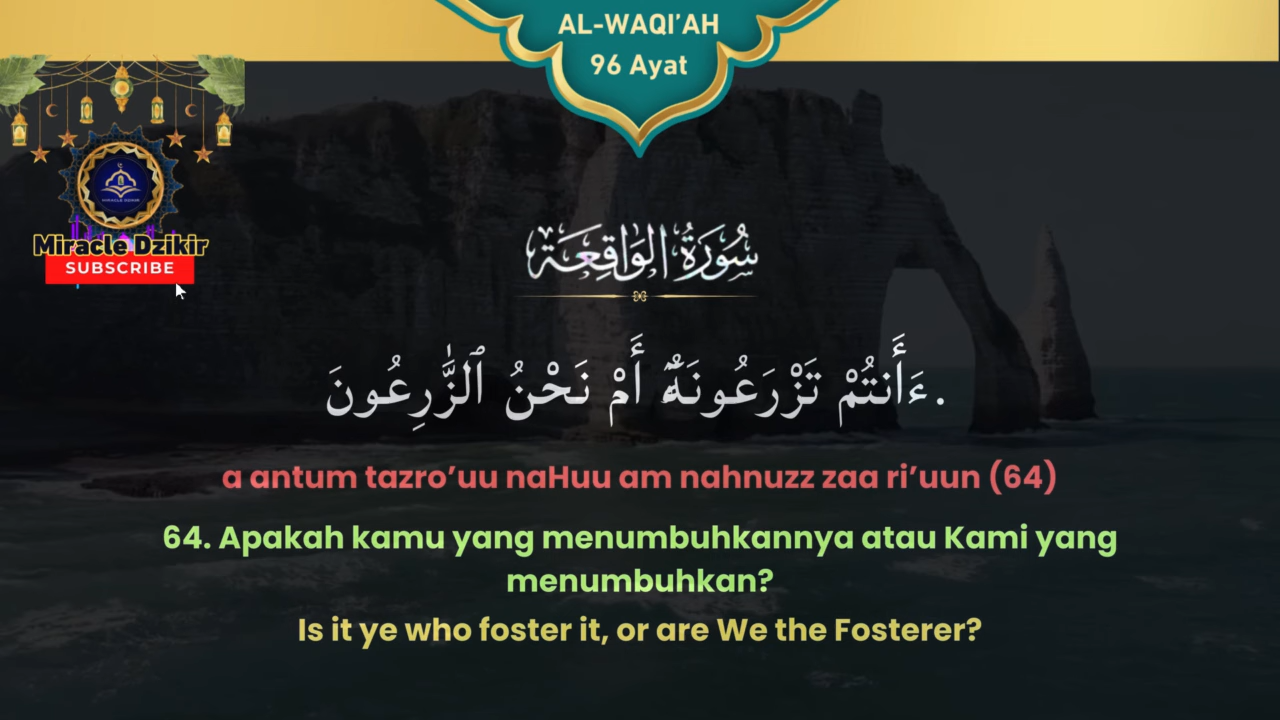 AL-WAQI’AH
96 Ayat
Miracle Dzikir
SUBSCRIBE
سُورَةُ الوَاقِعَة
ءَأَنتُمْ تَزْرَعُونَهُۥٓ أَمْ نَحْنُ ٱلزَّٰرِعُونَ.
a antum tazro’uu naHuu am nahnuzz zaa ri’uun (64)
64. Apakah kamu yang menumbuhkannya atau Kami yang
menumbuhkan?
Is it ye who foster it, or are We the Fosterer?